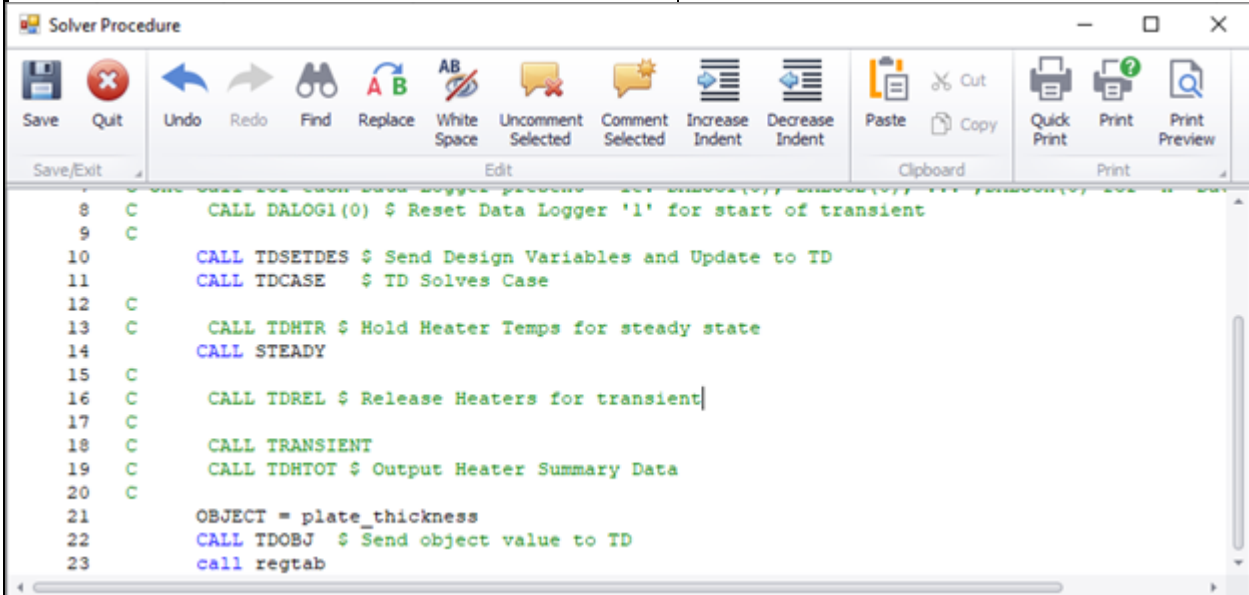 Solver Procedure
Save Quit Undo Redo Find Replace White Space Uncomment Selected Comment Selected Increase Indent Decrease Indent Paste Cut Copy Quick Print Print Print Preview
Save/Exit Edit Clipboard Print
8 C CALL DALOG1(0) $ Reset Data Logger '1' for start of transient
9 C
10 CALL TDSETDES $ Send Design Variables and Update to TD
11 CALL TDCASE $ TD Solves Case
12 C
13 C CALL TDHTR $ Hold Heater Temps for steady state
14 CALL STEADY
15 C
16 C CALL TDREL $ Release Heaters for transient
17 C
18 C CALL TRANSIENT
19 C CALL TDHTOT $ Output Heater Summary Data
20 C
21 OBJECT = plate_thickness
22 CALL TDOBJ $ Send object value to TD
23 call regtab